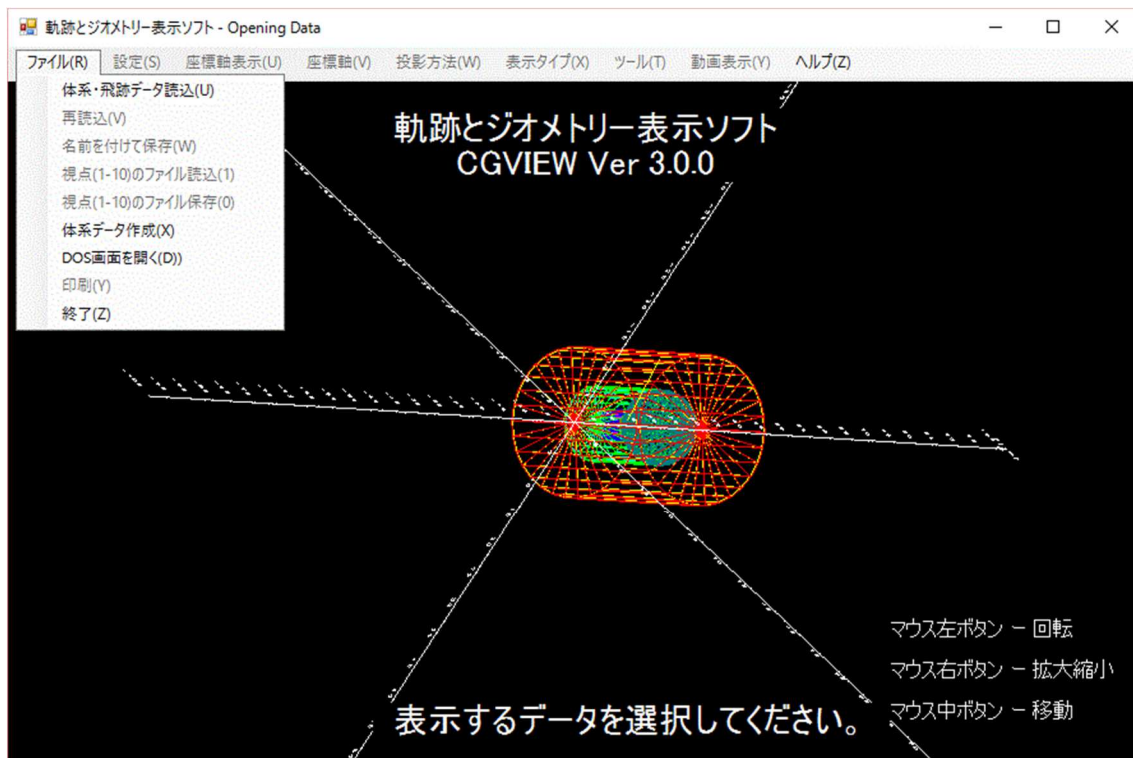 軌跡とジオメトリー表示ソフト - Opening Data
ファイル(R) 設定(S) 座標軸表示(U) 座標軸(V) 投影方法(W) 表示タイプ(X) ツール(T) 動画表示(Y) ヘルプ(Z)
体系・飛跡データ読込(U)
再読込(V)
名前を付けて保存(W)
視点(1-10)のファイル読込(1)
視点(1-10)のファイル保存(0)
体系データ作成(X)
DOS画面を開く(D))
印刷(Y)
終了(Z)
軌跡とジオメトリー表示ソフト
CGVIEW Ver 3.0.0
マウス左ボタン − 回転
マウス右ボタン − 拡大縮小
マウス中ボタン − 移動
表示するデータを選択してください。